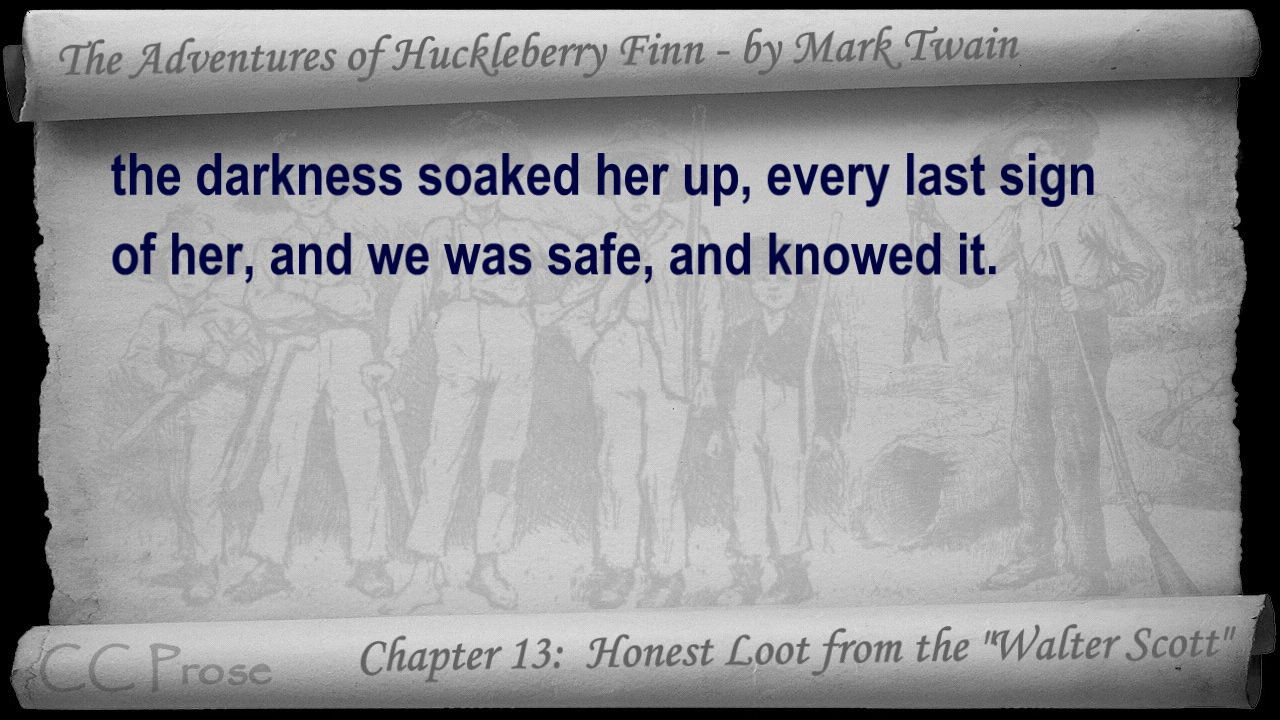 The Adventures of Huckleberry Finn - by Mark Twain
the darkness soaked her up, every last sign
of her, and we was safe, and knowed it.
CC Prose
Chapter 13: Honest Loot from the "Walter Scott"